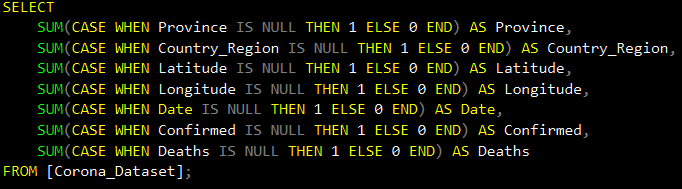 SELECT
SUM(CASE WHEN Province IS NULL THEN 1 ELSE 0 END) AS Province,
SUM(CASE WHEN Country_Region IS NULL THEN 1 ELSE 0 END) AS Country_Region,
SUM(CASE WHEN Latitude IS NULL THEN 1 ELSE 0 END) AS Latitude,
SUM(CASE WHEN Longitude IS NULL THEN 1 ELSE 0 END) AS Longitude,
SUM(CASE WHEN Date IS NULL THEN 1 ELSE 0 END) AS Date,
SUM(CASE WHEN Confirmed IS NULL THEN 1 ELSE 0 END) AS Confirmed,
SUM(CASE WHEN Deaths IS NULL THEN 1 ELSE 0 END) AS Deaths
FROM [Corona_Dataset];